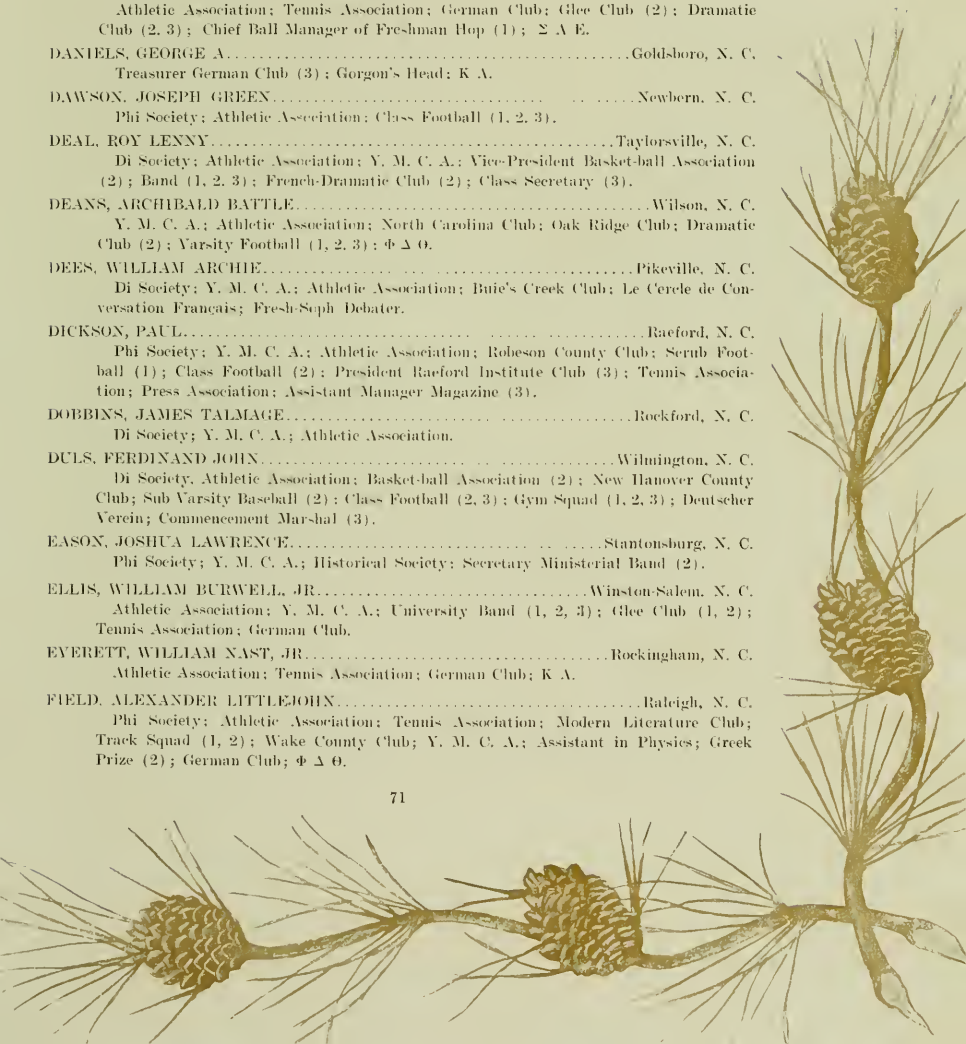 Athletic Association; Tennis Association; German Club; Glee Club (2); Dramatic
Club (2, 3); Chief Ball Manager of Freshman Hop (1); Σ Α Ε.
DANIELS, GEORGE A.................................................Goldsboro, N. C.
Treasurer German Club (3); Gorgon's Head; K A.
DAWSON, JOSEPH GREEN.................................. .. ......Newbern, N. C.
Phi Society; Athletic Association; Class Football (1, 2, 3).
DEAL, ROY LENNY.................................................Taylorsville, N. C.
Di Society; Athletic Association; Y. M. C. A.; Vice-President Basket-ball Association
(2); Band (1, 2, 3); French-Dramatic Club (2); Class Secretary (3).
DEANS, ARCHIBALD BATTLE...........................................Wilson, N. C.
Y. M. C. A.; Athletic Association; North Carolina Club; Oak Ridge Club; Dramatic
Club (2); Varsity Football (1, 2, 3); Φ Δ Θ.
DEES, WILLIAM ARCHIE.............................................Pikeville, N. C.
Di Society; Y. M. C. A.; Athletic Association; Buie's Creek Club; Le Cercle de Con-
versation Français; Fresh-Soph Debater.
DICKSON, PAUL............................... ...... .. ...................Raeford, N. C.
Phi Society; Y. M. C. A.; Athletic Association; Robeson County Club; Scrub Foot-
ball (1); Class Football (2); President Raeford Institute Club (3); Tennis Associa-
tion; Press Association; Assistant Manager Magazine (3).
DOBBINS, JAMES TALMAGE..........................................Rockford, N. C.
Di Society; Y. M. C. A.; Athletic Association.
DULS, FERDINAND JOHN......................... .. ................Wilmington, N. C.
Di Society, Athletic Association; Basket-ball Association (2); New Hanover County
Club; Sub Varsity Baseball (2); Class Football (2, 3); Gym Squad (1, 2, 3); Deutscher
Verein; Commencement Marshal (3).
EASON, JOSHUA LAWRENCE............................... .. .....Stantonsburg, N. C.
Phi Society; Y. M. C. A.; Historical Society; Secretary Ministerial Band (2).
ELLIS, WILLIAM BURWELL, JR..................................Winston-Salem, N. C.
Athletic Association; Y. M. C. A.; University Band (1, 2, 3); Glee Club (1, 2);
Tennis Association; German Club.
EVERETT, WILLIAM NAST, JR.....................................Rockingham, N. C.
Athletic Association; Tennis Association; German Club; K A.
FIELD, ALEXANDER LITTLEJOHN.....................................Raleigh, N. C.
Phi Society; Athletic Association; Tennis Association; Modern Literature Club;
Track Squad (1, 2); Wake County Club; Y. M. C. A.; Assistant in Physics; Greek
Prize (2); German Club; Φ Δ Θ.
71